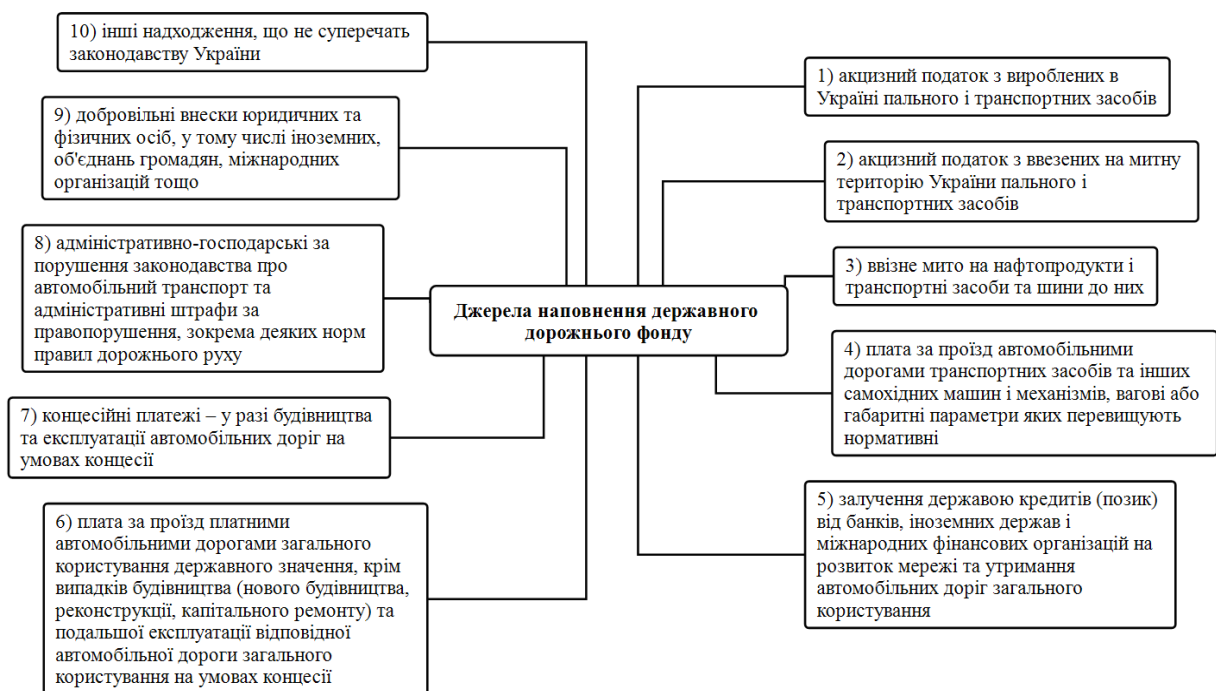 Джерела наповнення державного
дорожнього фонду
1) акцизний податок з вироблених в
Україні пального і транспортних засобів
2) акцизний податок з ввезених на митну
територію України пального і
транспортних засобів
3) ввізне мито на нафтопродукти і
транспортні засоби та шини до них
4) плата за проїзд автомобільними
дорогами транспортних засобів та інших
самохідних машин і механізмів, вагові або
габаритні параметри яких перевищують
нормативні
5) залучення державою кредитів (позик)
від банків, іноземних держав і
міжнародних фінансових організацій на
розвиток мережі та утримання
автомобільних доріг загального
користування
6) плата за проїзд платними
автомобільними дорогами загального
користування державного значення, крім
випадків будівництва (нового будівництва,
реконструкції, капітального ремонту) та
подальшої експлуатації відповідної
автомобільної дороги загального
користування на умовах концесії
7) концесійні платежі – у разі будівництва
та експлуатації автомобільних доріг на
умовах концесії
8) адміністративно-господарські за
порушення законодавства про
автомобільний транспорт та
адміністративні штрафи за
правопорушення, зокрема деяких норм
правил дорожнього руху
9) добровільні внески юридичних та
фізичних осіб, у тому числі іноземних,
об'єднань громадян, міжнародних
організацій тощо
10) інші надходження, що не суперечать
законодавству України